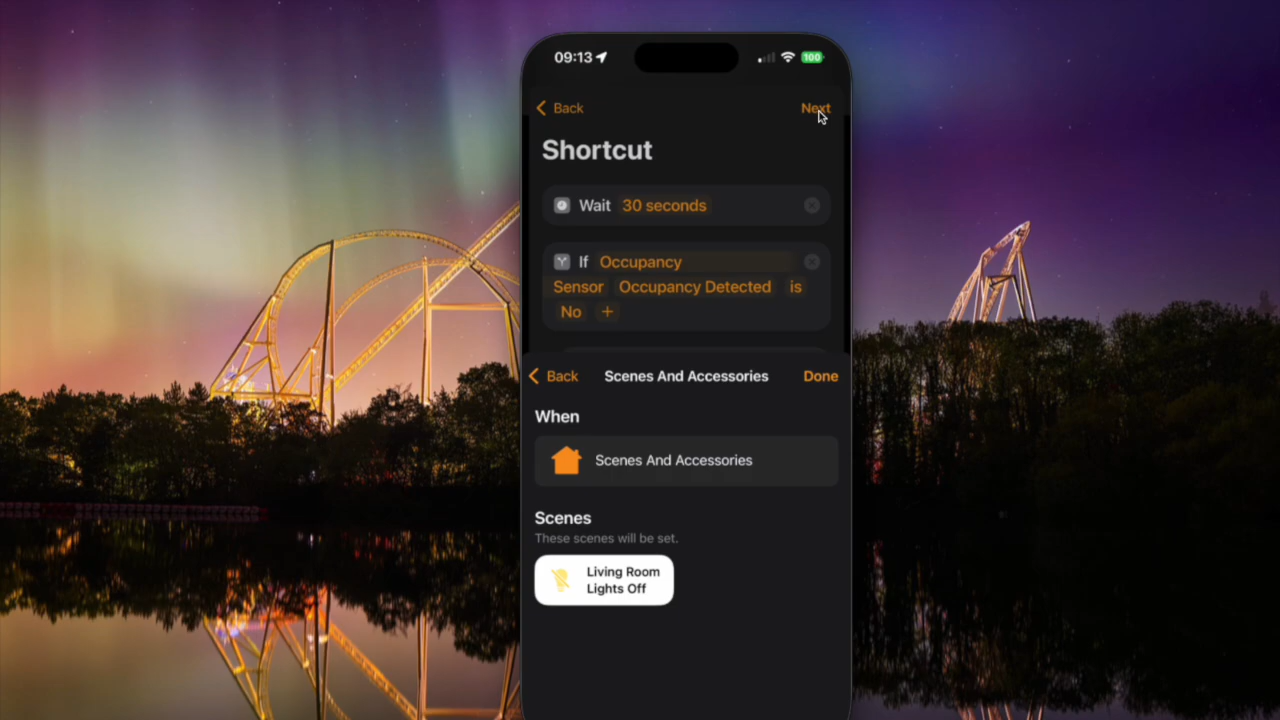 09:13
100
Back
Next
Shortcut
Wait 30 seconds
If Occupancy
Sensor Occupancy Detected is
No +
Back Scenes And Accessories Done
When
Scenes And Accessories
Scenes
These scenes will be set.
Living Room
Lights Off